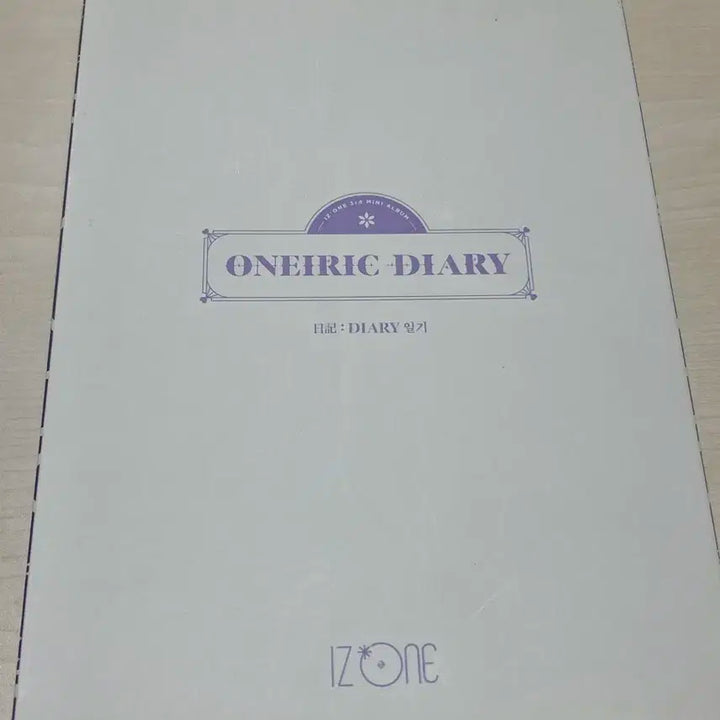 IZ*ONE 3rd MINI ALBUM
ONEIRIC DIARY
日記 : DIARY 일기
IZ*ONE